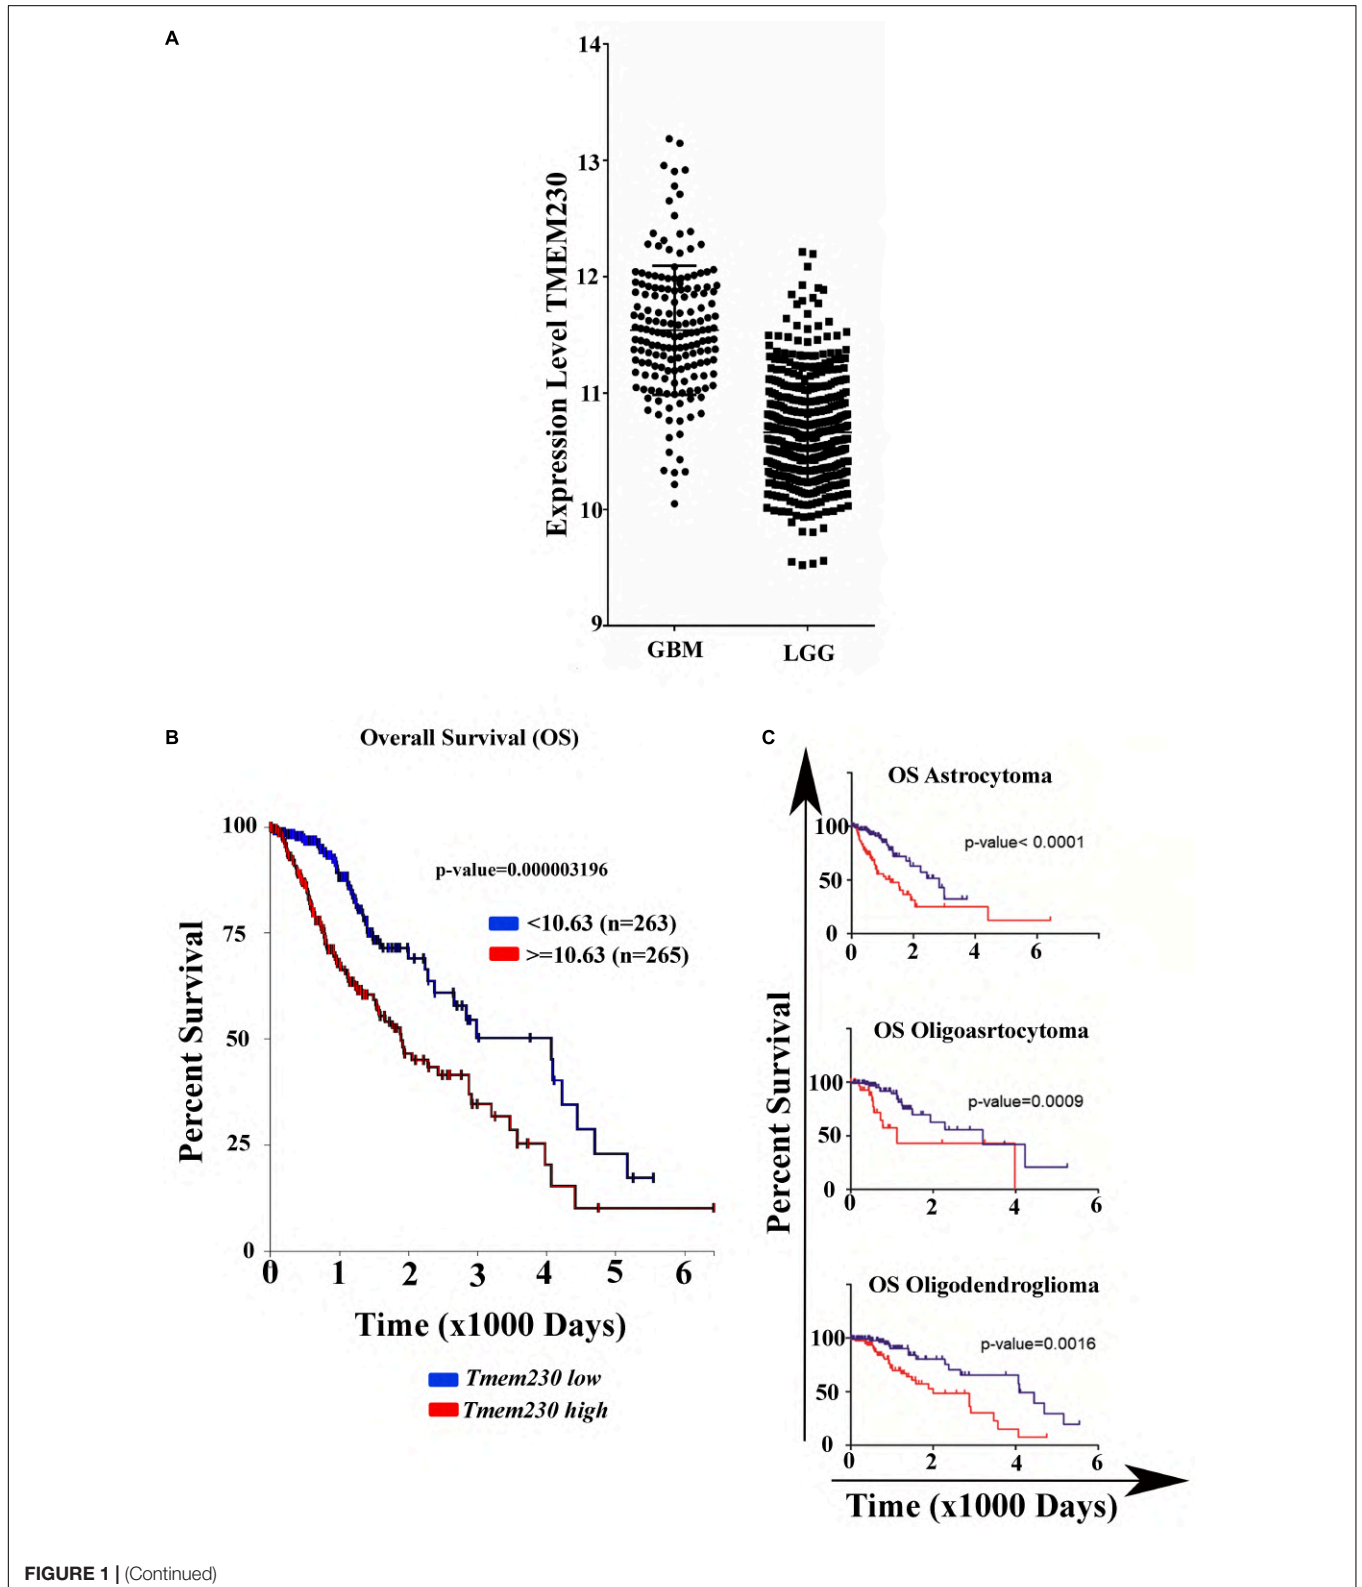 A
14
13
12
11
10
9
Expression Level TMEM230
GBM
LGG
B
Overall Survival (OS)
100
75
50
25
0
Percent Survival
p-value=0.000003196
<10.63 (n=263)
>=10.63 (n=265)
0 1 2 3 4 5 6
Time (x1000 Days)
Tmem230 low
Tmem230 high
C
OS Astrocytoma
100
50
0
p-value< 0.0001
0 2 4 6
OS Oligoasrtocytoma
100
50
0
p-value=0.0009
0 2 4 6
OS Oligodendroglioma
100
50
0
p-value=0.0016
0 2 4 6
Percent Survival
Time (x1000 Days)
FIGURE 1 | (Continued)